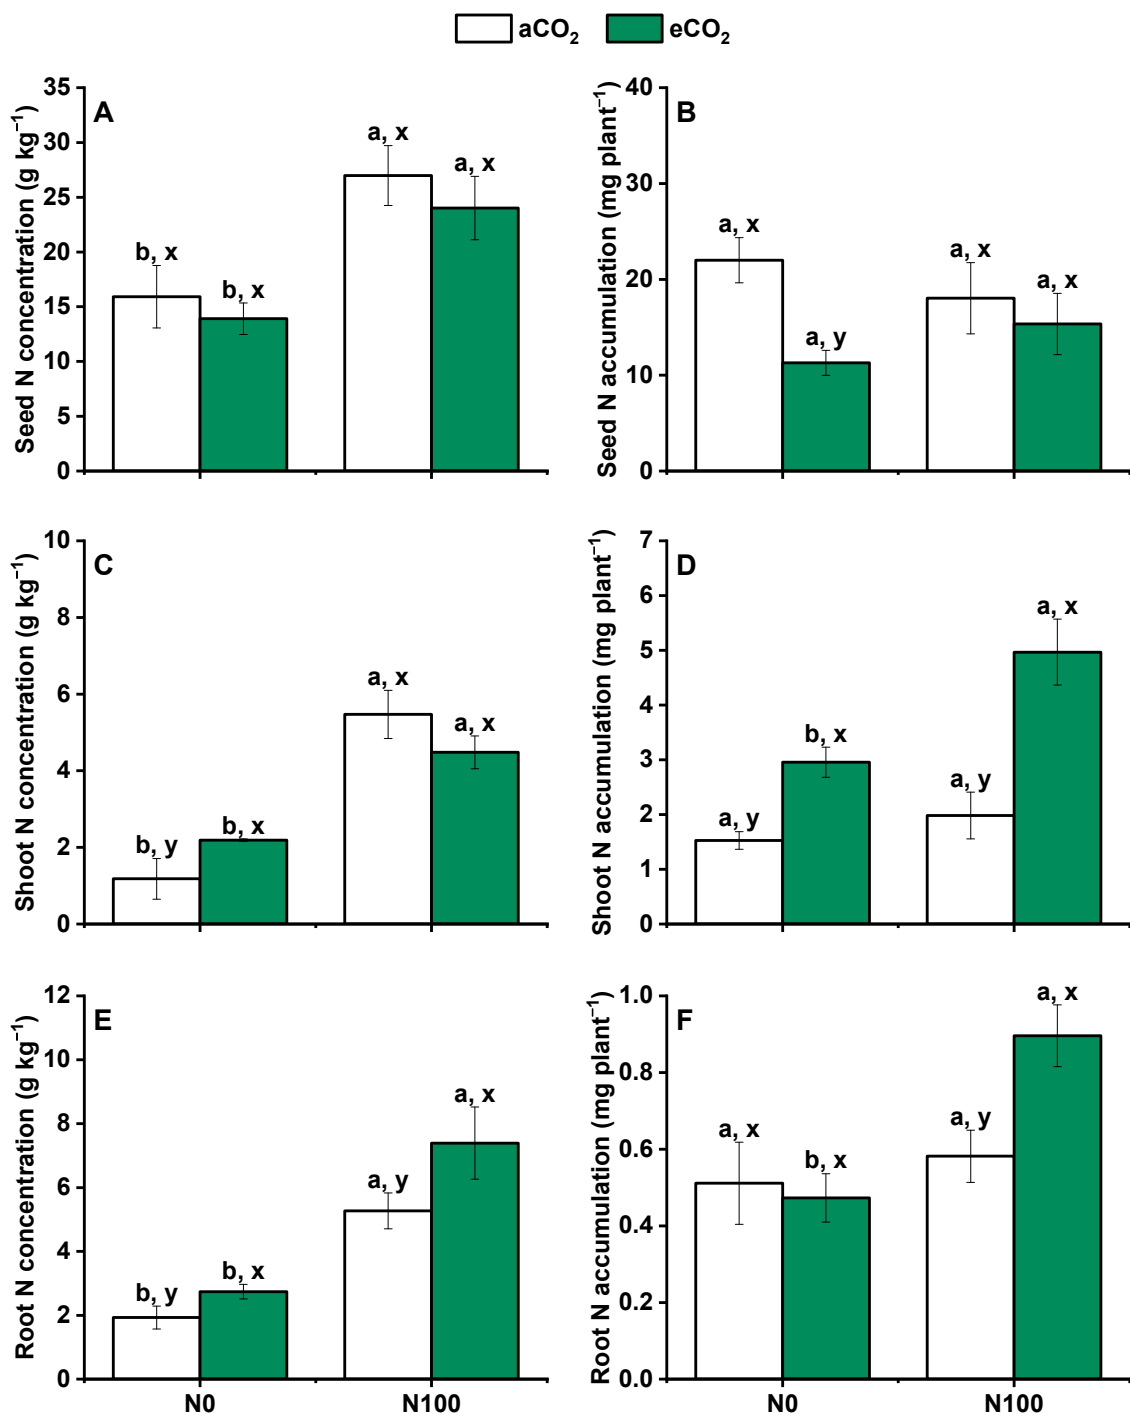 aCO₂ eCO₂
A
Seed N concentration (g kg⁻¹)
35
30
25
20
15
10
5
0
b, x
b, x
a, x
a, x
B
Seed N accumulation (mg plant⁻¹)
40
30
20
10
0
a, x
a, y
a, x
a, x
C
Shoot N concentration (g kg⁻¹)
10
8
6
4
2
0
b, y
b, x
a, x
a, x
D
Shoot N accumulation (mg plant⁻¹)
7
6
5
4
3
2
1
0
a, y
b, x
a, y
a, x
E
Root N concentration (g kg⁻¹)
12
10
8
6
4
2
0
b, y
b, x
a, y
a, x
N0 N100
F
Root N accumulation (mg plant⁻¹)
1.0
0.8
0.6
0.4
0.2
0.0
a, x
b, x
a, y
a, x
N0 N100